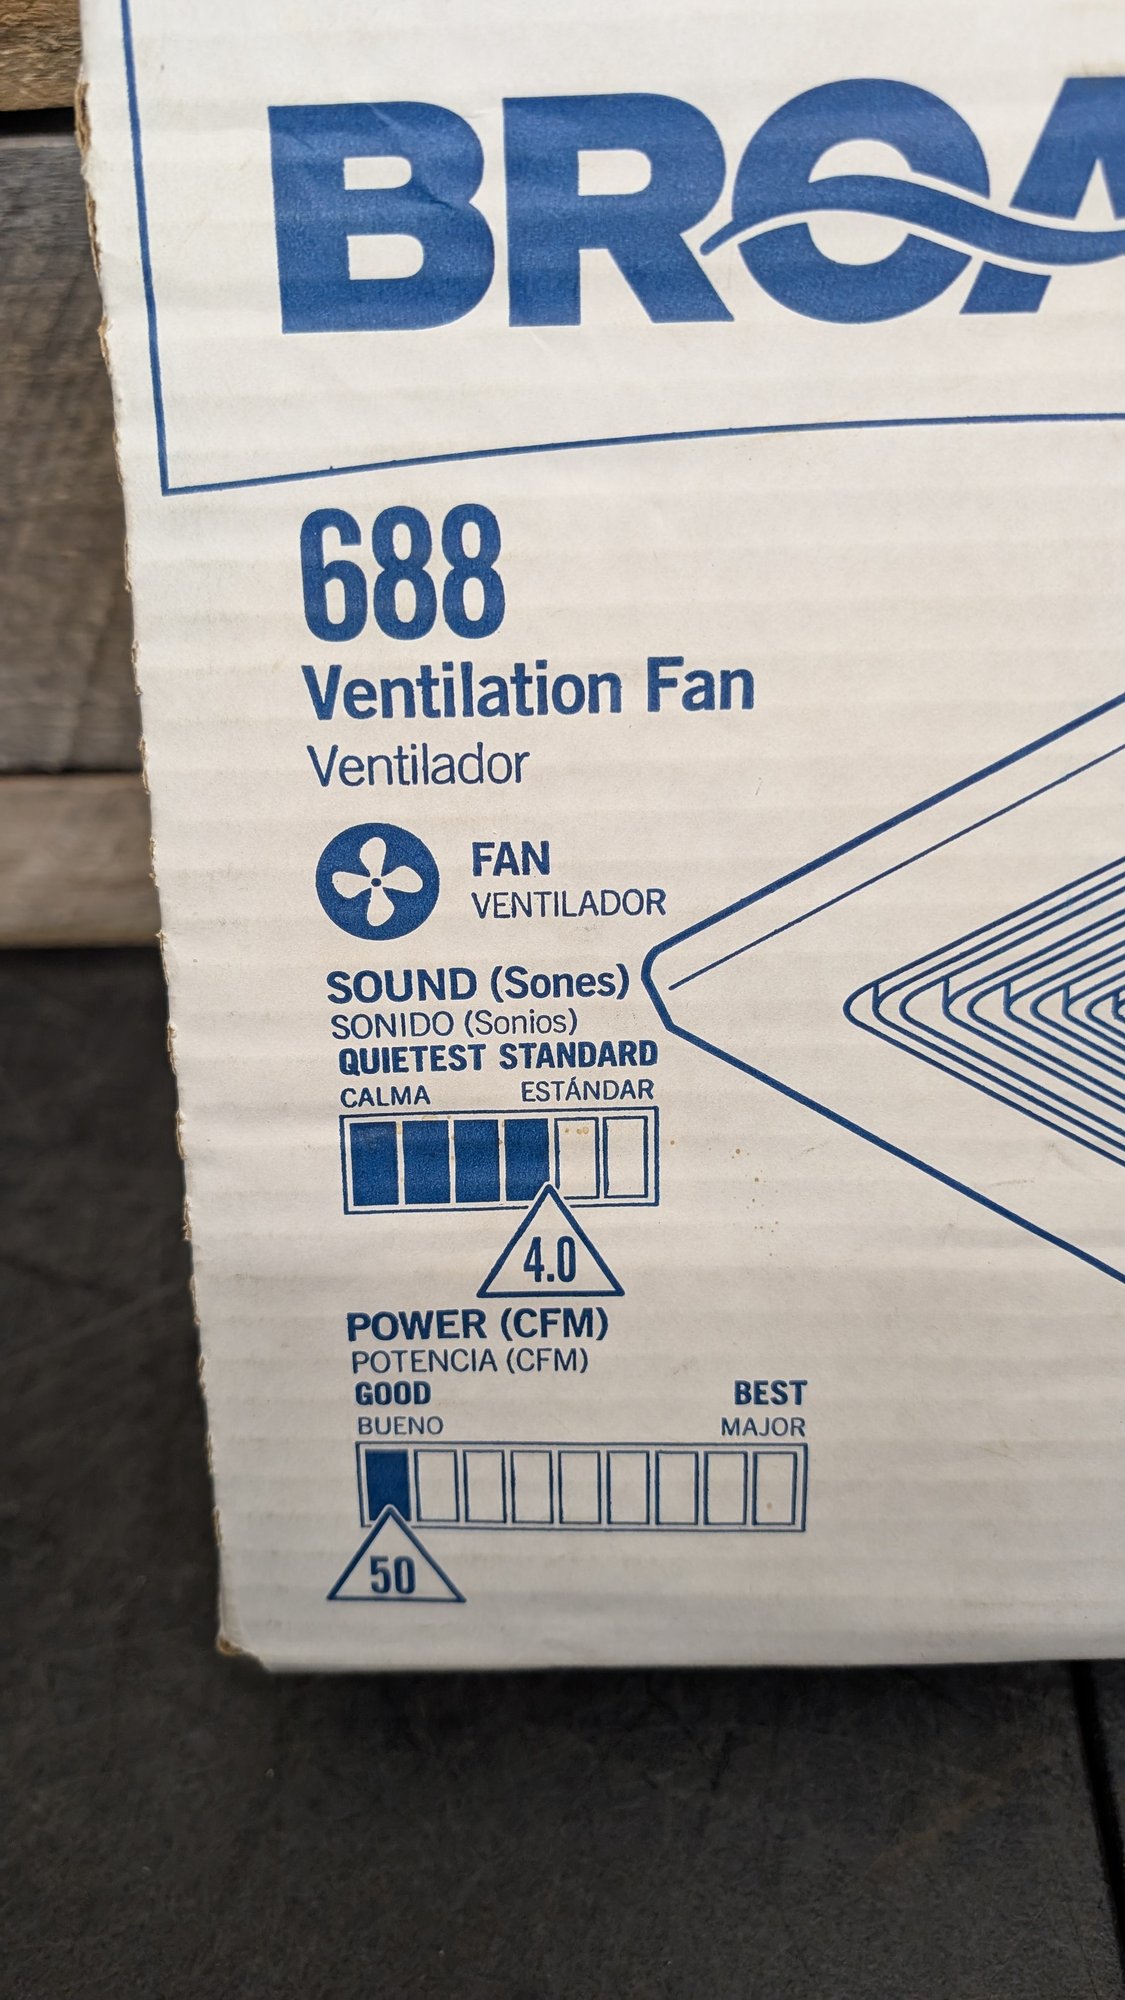 BROA
688
Ventilation Fan
Ventilador
FAN
VENTILADOR
SOUND (Sones)
SONIDO (Sonios)
QUIETEST STANDARD
CALMA ESTÁNDAR
4.0
POWER (CFM)
POTENCIA (CFM)
GOOD BEST
BUENO MAJOR
50